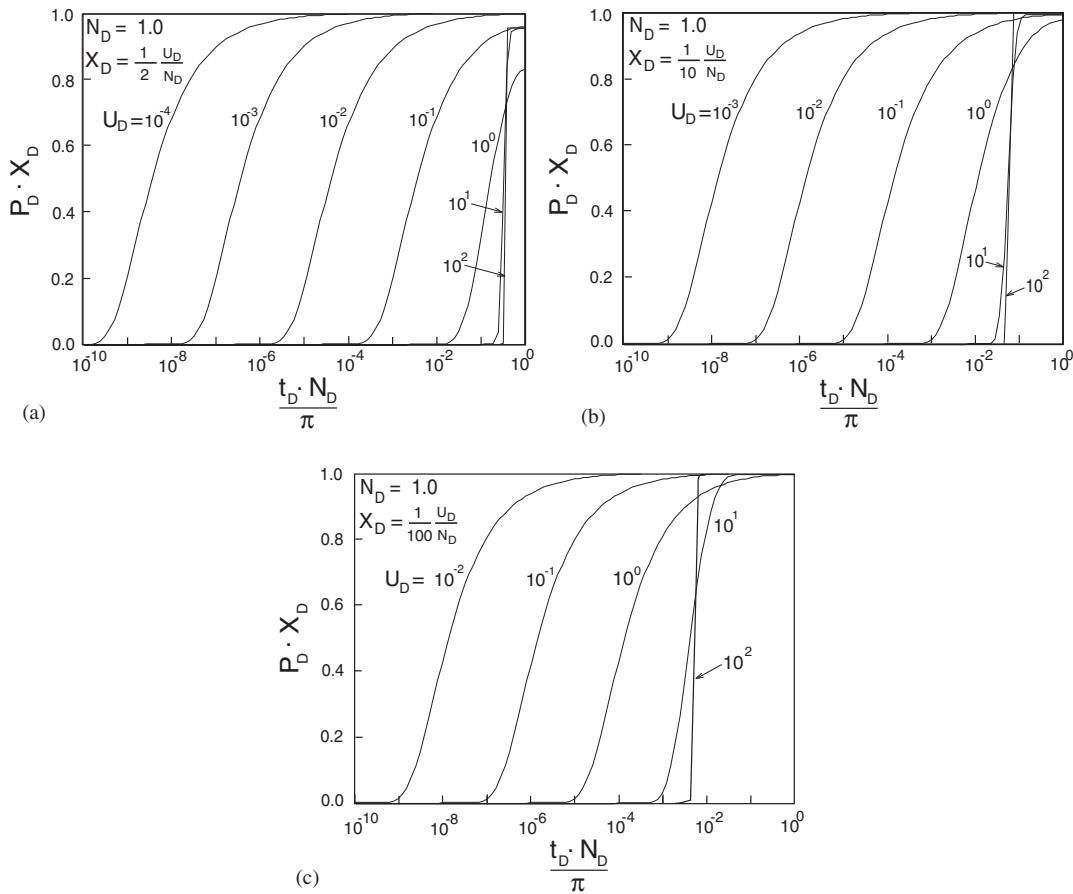 1.0
0.8
0.6
0.4
0.2
0.0
P_D · X_D
N_D = 1.0
X_D = 1/2 U_D/N_D
U_D = 10^-4
10^-3
10^-2
10^-1
10^0
10^1
10^2
10^-10
10^-8
10^-6
10^-4
10^-2
10^0
t_D · N_D
π
(a)
1.0
0.8
0.6
0.4
0.2
0.0
P_D · X_D
N_D = 1.0
X_D = 1/10 U_D/N_D
U_D = 10^-3
10^-2
10^-1
10^0
10^1
10^2
10^-10
10^-8
10^-6
10^-4
10^-2
10^0
t_D · N_D
π
(b)
1.0
0.8
0.6
0.4
0.2
0.0
P_D · X_D
N_D = 1.0
X_D = 1/100 U_D/N_D
U_D = 10^-2
10^-1
10^0
10^1
10^2
10^-10
10^-8
10^-6
10^-4
10^-2
10^0
t_D · N_D
π
(c)